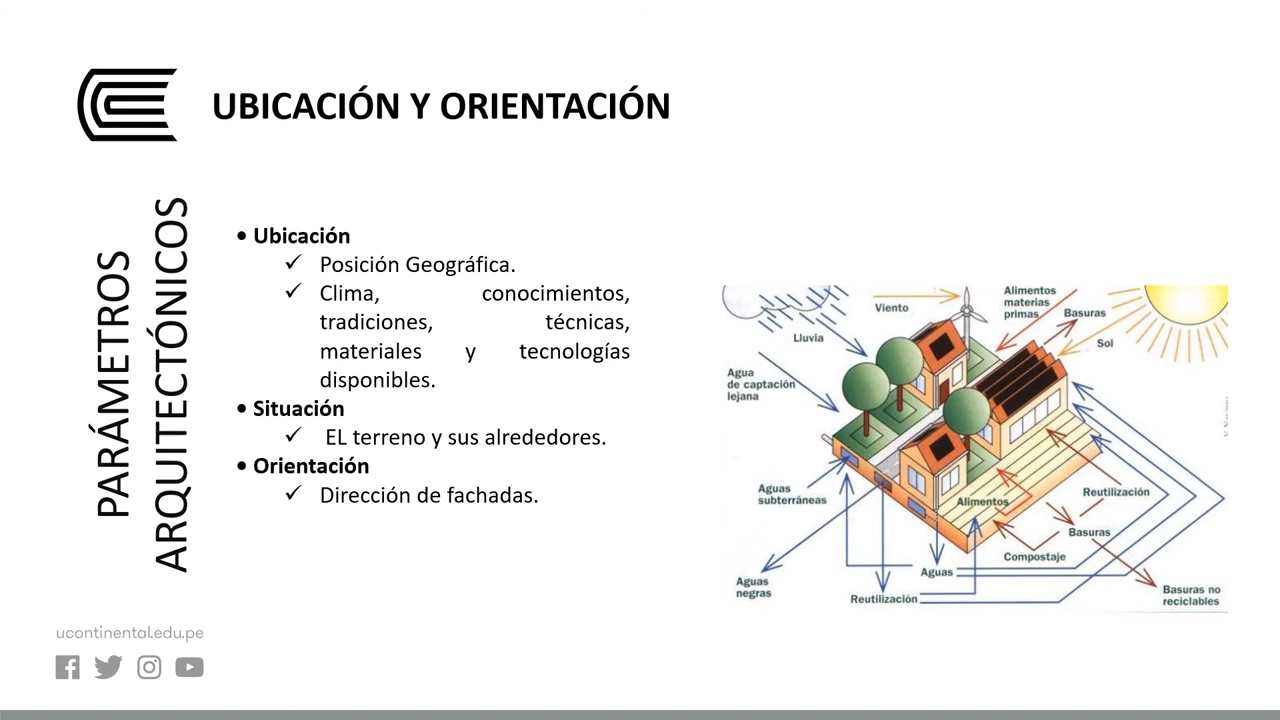 UBICACIÓN Y ORIENTACIÓN
PARÁMETROS
ARQUITECTÓNICOS
• Ubicación
✓ Posición Geográfica.
✓ Clima, conocimientos,
tradiciones, técnicas,
materiales y tecnologías
disponibles.
• Situación
✓ EL terreno y sus alrededores.
• Orientación
✓ Dirección de fachadas.
Viento
Alimentos
materias
primas
Basuras
Lluvia
Sol
Agua
de captación
lejana
Aguas
subterráneas
Alimentos
Reutilización
Basuras
Compostaje
Aguas
Aguas
negras
Reutilización
Basuras no
reciclables
ucontinental.edu.pe